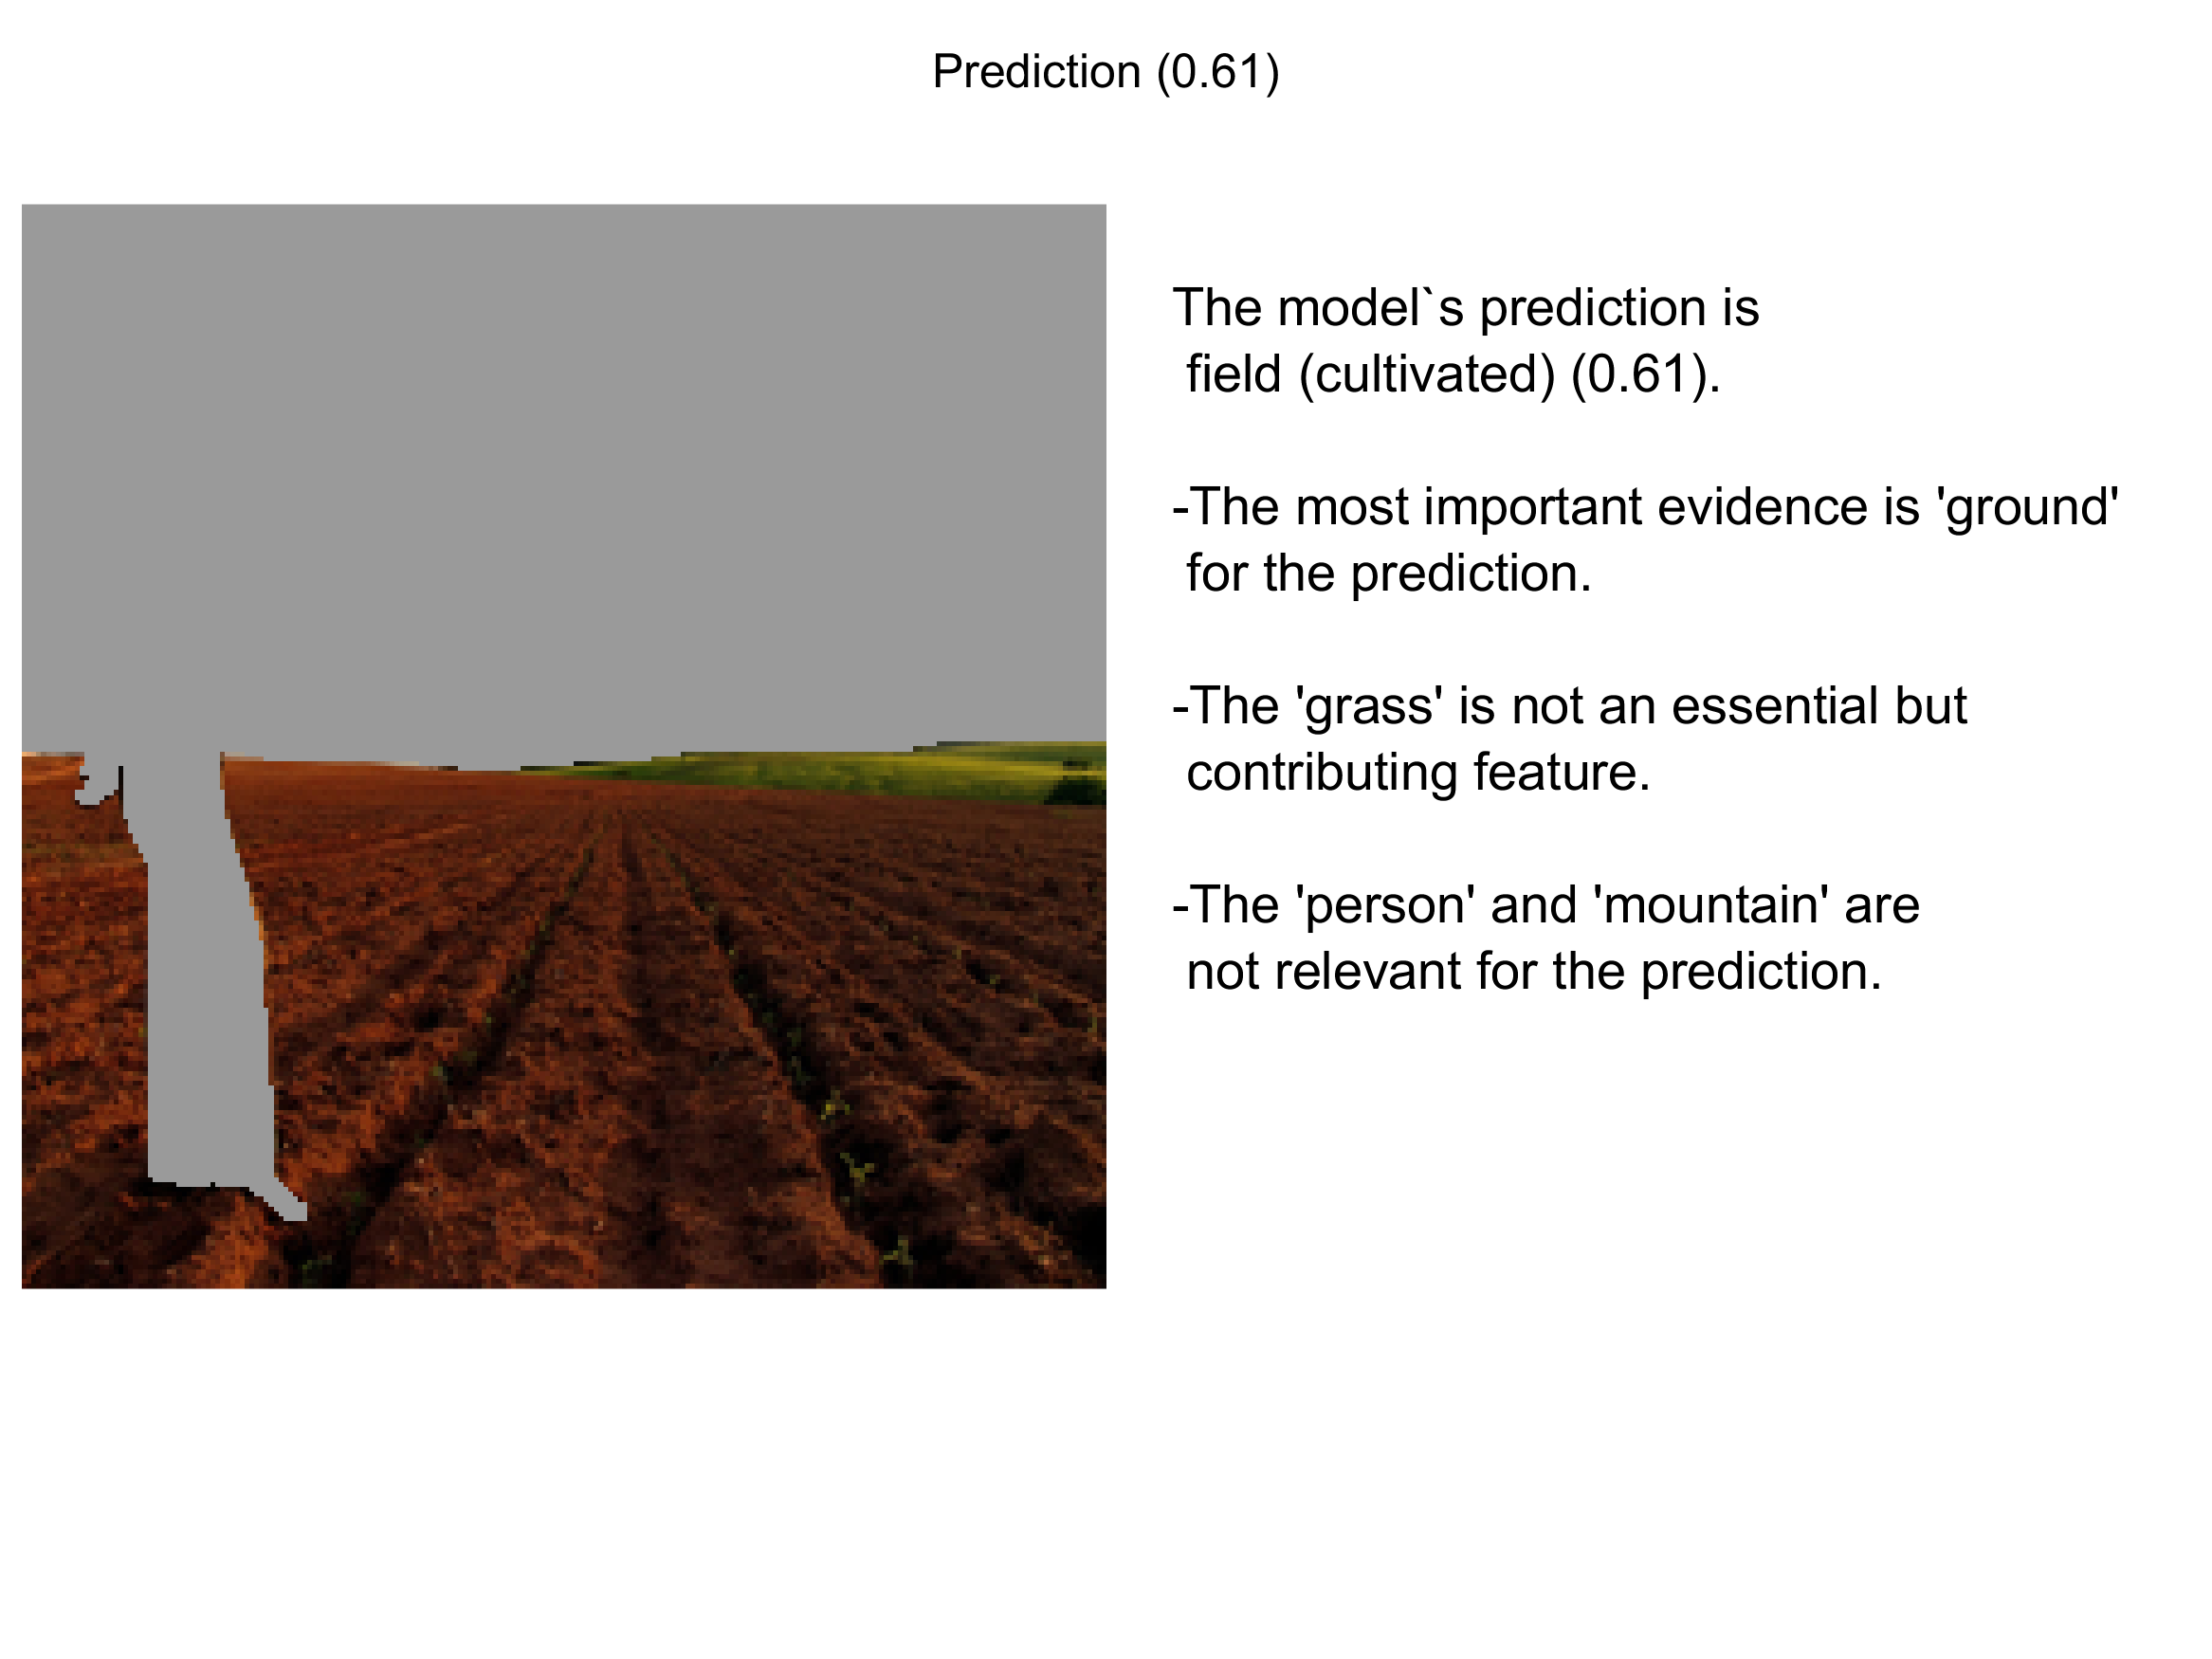 Prediction (0.61)
The model`s prediction is
field (cultivated) (0.61).
-The most important evidence is 'ground'
for the prediction.
-The 'grass' is not an essential but
contributing feature.
-The 'person' and 'mountain' are
not relevant for the prediction.